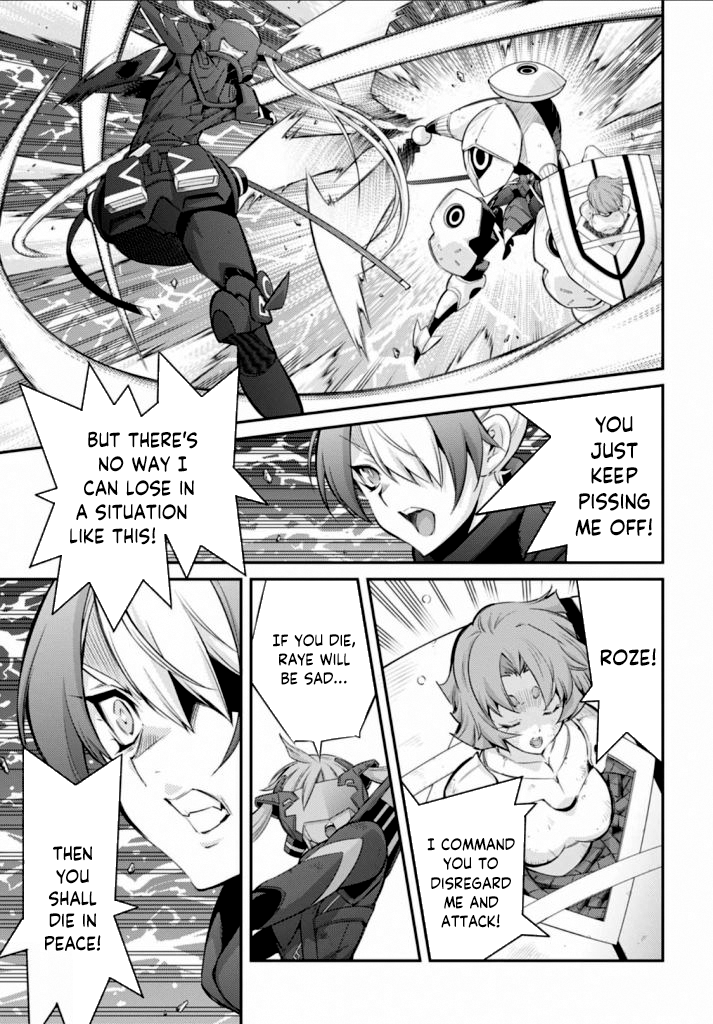 YOU
JUST
KEEP
PISSING
ME OFF!
BUT THERE'S
NO WAY I
CAN LOSE IN
A SITUATION
LIKE THIS!
ROZE!
I COMMAND
YOU TO
DISREGARD
ME AND
ATTACK!
IF YOU DIE,
RAYE WILL
BE SAD...
THEN
YOU
SHALL
DIE IN
PEACE!